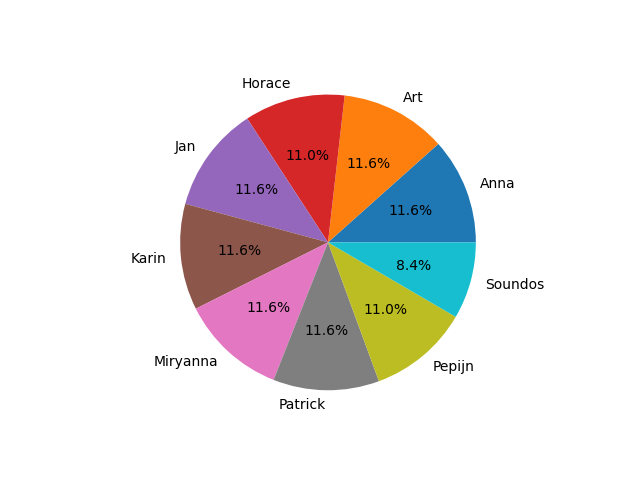 Horace
Art
Jan
11.0%
11.6%
Anna
11.6%
11.6%
Karin
11.6%
8.4%
Soundos
11.6%
11.6%
11.0%
Miryanna
Pepijn
Patrick